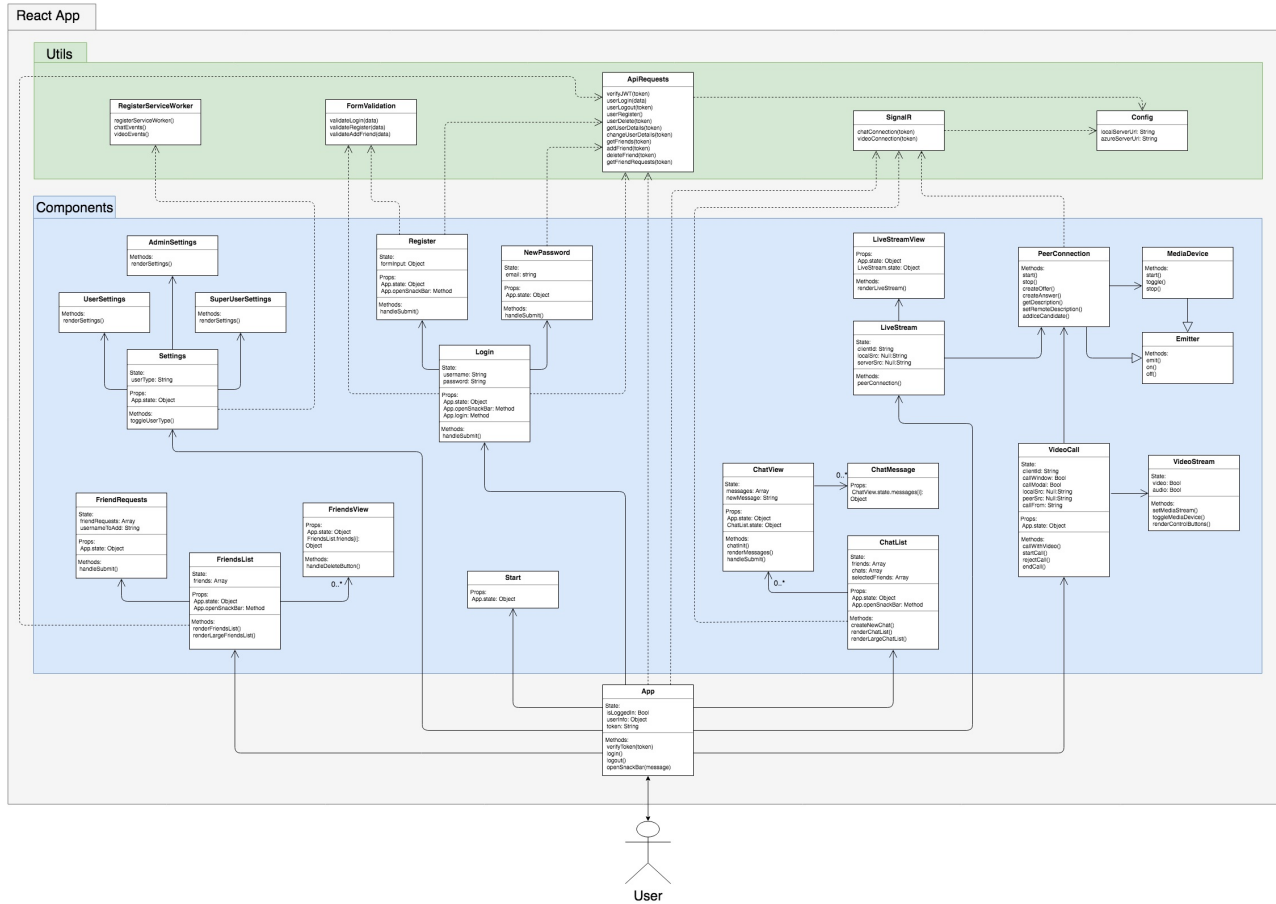 React App
Utils
ApiRequests
verifyJWT(token)
userLogin(data)
userLogout(token)
userRegister()
userDelete(token)
getUserDetails(token)
changeUserDetails(token)
getFriends(token)
addFriend(token)
deleteFriend(token)
getFriendRequests(token)
RegisterServiceWorker
registerServiceWorker()
chatEvents()
videoEvents()
FormValidation
validateLogin(data)
validateRegister(data)
validateAddFriend(data)
SignalR
chatConnection(token)
videoConnection(token)
Config
localServerUrl: String
azureServerUrl: String
Components
AdminSettings
Methods:
renderSettings()
UserSettings
Methods:
renderSettings()
SuperUserSettings
Methods:
renderSettings()
Settings
State:
userType: String
Props:
App.state: Object
Methods:
toggleUserType()
Register
State:
formInput: Object
Props:
App.state: Object
App.openSnackBar: Method
Methods:
handleSubmit()
NewPassword
State:
email: string
Props:
App.state: Object
Methods:
handleSubmit()
Login
State:
username: String
password: String
Props:
App.state: Object
App.openSnackBar: Method
App.login: Method
Methods:
handleSubmit()
LiveStreamView
Props:
App.state: Object
LiveStream.state: Object
Methods:
renderLiveStream()
LiveStream
State:
clientId: String
localSrc: Null:String
serverSrc: Null:String
Methods:
peerConnection()
PeerConnection
Methods:
start()
stop()
createOffer()
createAnswer()
getDescription()
setRemoteDescription()
addIceCandidate()
MediaDevice
Methods:
start()
toggle()
stop()
Emitter
Methods:
emit()
on()
off()
FriendRequests
State:
friendRequests: Array
usernameToAdd: String
Props:
App.state: Object
Methods:
handleSubmit()
FriendsList
State:
friends: Array
Props:
App.state: Object
App.openSnackBar: Method
Methods:
renderFriendsList()
renderLargeFriendsList()
FriendsView
Props:
App.state: Object
FriendsList.friends[i]:
Object
Methods:
handleDeleteButton()
0..*
Start
Props:
App.state: Object
ChatView
State:
messages: Array
newMessage: String
Props:
App.state: Object
ChatList.state: Object
Methods:
chatInit()
renderMessages()
handleSubmit()
0..*
ChatMessage
Props:
ChatView.state.messages[i]:
Object
0..*
ChatList
State:
friends: Array
chats: Array
selectedFriends: Array
Props:
App.state: Object
App.openSnackBar: Method
Methods:
createNewChat()
renderChatList()
renderLargeChatList()
VideoCall
State:
clientId: String
callWindow: Bool
callModal: Bool
localSrc: Null:String
peerSrc: Null:String
callFrom: String
Props:
App.state: Object
Methods:
callWithVideo()
startCall()
rejectCall()
endCall()
VideoStream
State:
video: Bool
audio: Bool
Methods:
setMediaStream()
toggleMediaDevice()
renderControlButtons()
App
State:
isLoggedIn: Bool
userInfo: Object
token: String
Methods:
verifyToken(token)
login()
logout()
openSnackBar(message)
User